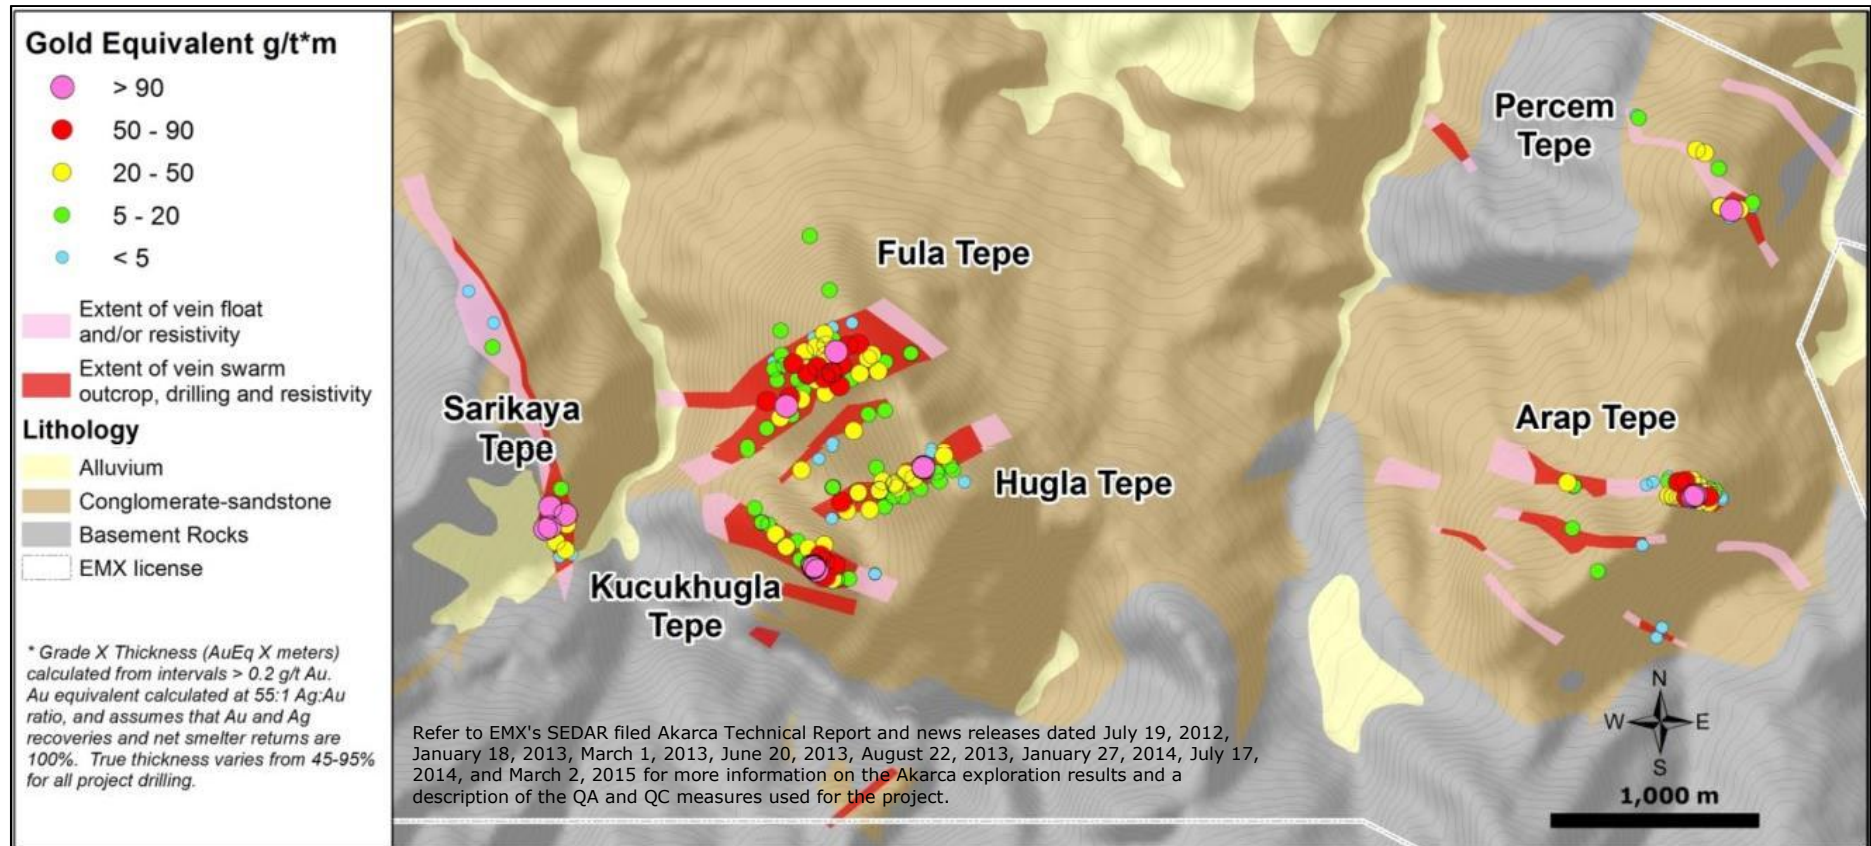 Gold Equivalent g/t*m
> 90
50 - 90
20 - 50
5 - 20
< 5
Extent of vein float
and/or resistivity
Extent of vein swarm
outcrop, drilling and resistivity
Lithology
Alluvium
Conglomerate-sandstone
Basement Rocks
EMX license
* Grade X Thickness (AuEq X meters)
calculated from intervals > 0.2 g/t Au.
Au equivalent calculated at 55:1 Ag:Au
ratio, and assumes that Au and Ag
recoveries and net smelter returns are
100%. True thickness varies from 45-95%
for all project drilling.
Percem
Tepe
Fula Tepe
Sarikaya
Tepe
Arap Tepe
Hugla Tepe
Kucukhugla
Tepe
Refer to EMX's SEDAR filed Akarca Technical Report and news releases dated July 19, 2012,
January 18, 2013, March 1, 2013, June 20, 2013, August 22, 2013, January 27, 2014, July 17,
2014, and March 2, 2015 for more information on the Akarca exploration results and a
description of the QA and QC measures used for the project.
N
W E
S
1,000 m